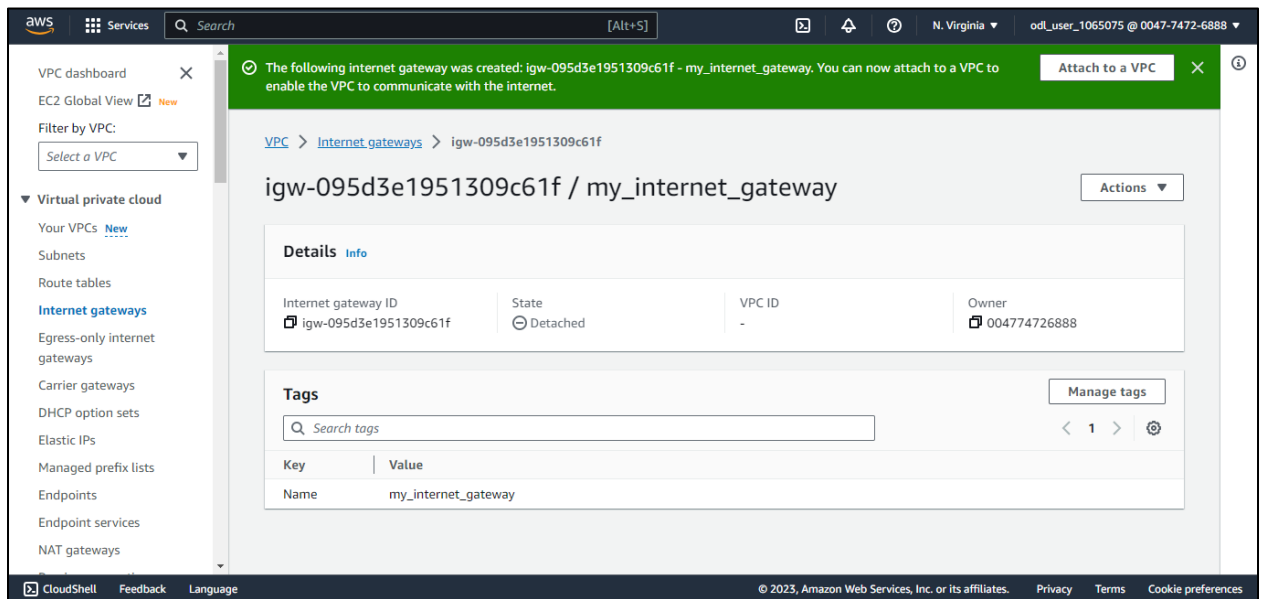 aws
Services
Search
[Alt+S]
N. Virginia ▼
odl_user_1065075 @ 0047-7472-6888 ▼
VPC dashboard
EC2 Global View New
Filter by VPC:
Select a VPC
Virtual private cloud
Your VPCs New
Subnets
Route tables
Internet gateways
Egress-only internet
gateways
Carrier gateways
DHCP option sets
Elastic IPs
Managed prefix lists
Endpoints
Endpoint services
NAT gateways
The following internet gateway was created: igw-095d3e1951309c61f - my_internet_gateway. You can now attach to a VPC to
enable the VPC to communicate with the internet.
Attach to a VPC
VPC > Internet gateways > igw-095d3e1951309c61f
igw-095d3e1951309c61f / my_internet_gateway
Actions ▼
Details Info
Internet gateway ID
igw-095d3e1951309c61f
State
Detached
VPC ID
-
Owner
004774726888
Tags
Manage tags
Search tags
< 1 >
Key Value
Name my_internet_gateway
CloudShell Feedback Language
© 2023, Amazon Web Services, Inc. or its affiliates. Privacy Terms Cookie preferences